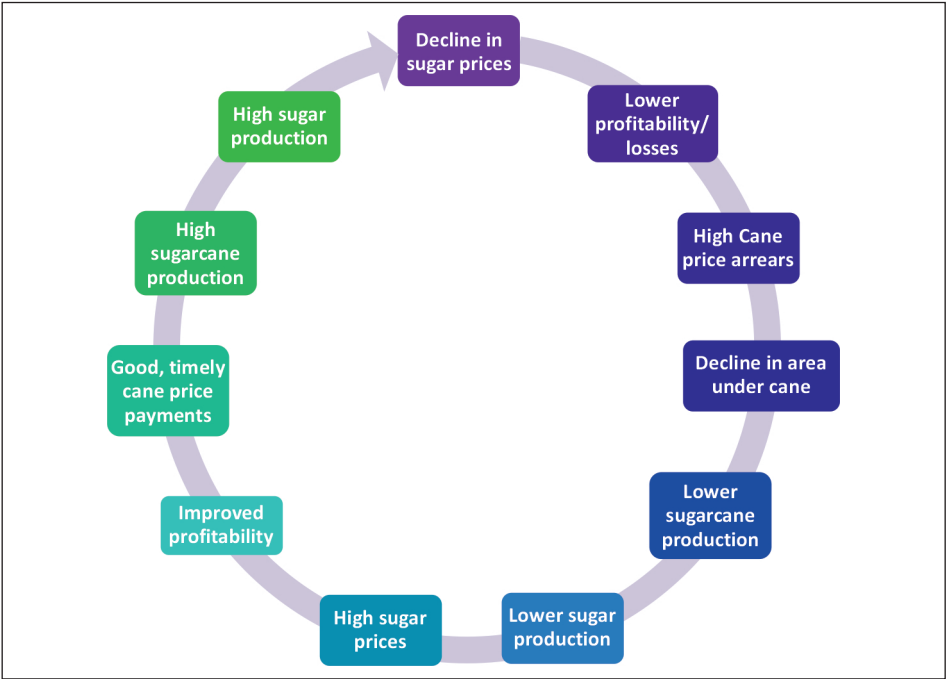 Decline in
sugar prices
Lower
profitability/
losses
High Cane
price arrears
Decline in area
under cane
Lower
sugarcane
production
Lower sugar
production
High sugar
prices
Improved
profitability
Good, timely
cane price
payments
High
sugarcane
production
High sugar
production